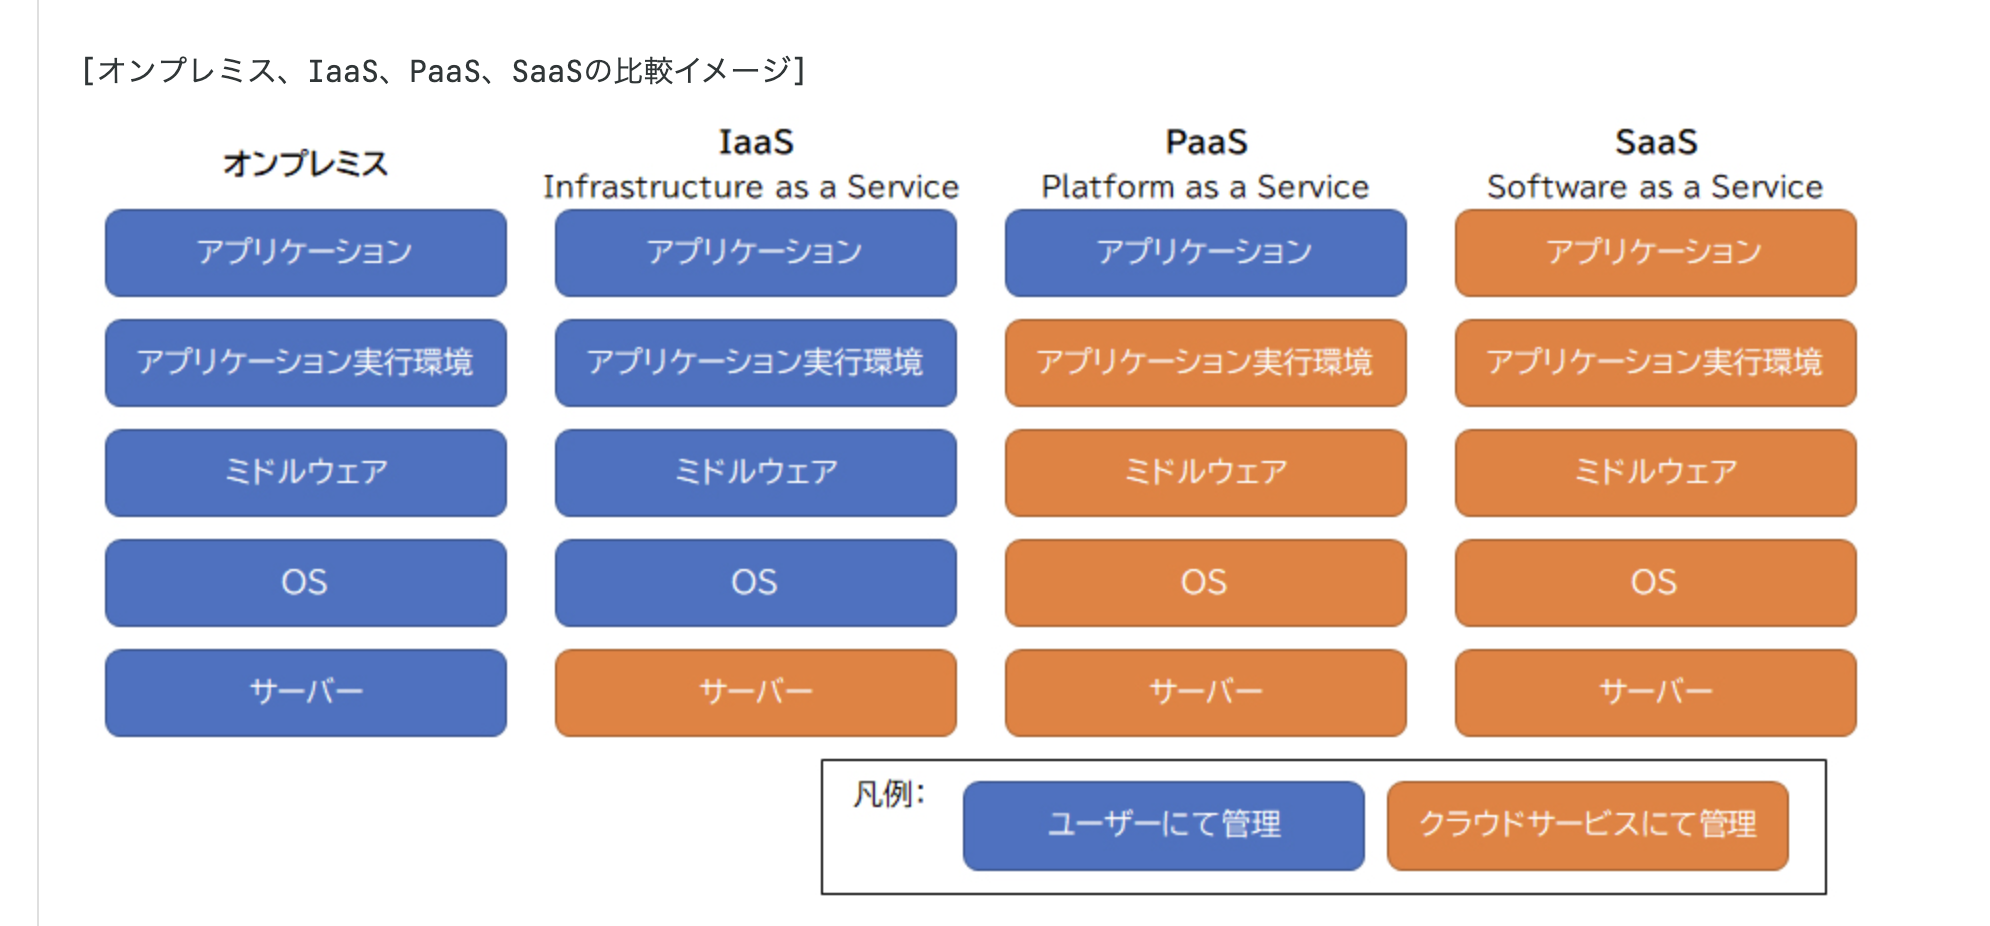 [オンプレミス、IaaS、PaaS、SaaSの比較イメージ]
オンプレミス
アプリケーション
アプリケーション実行環境
ミドルウェア
OS
サーバー
IaaS
Infrastructure as a Service
アプリケーション
アプリケーション実行環境
ミドルウェア
OS
サーバー
PaaS
Platform as a Service
アプリケーション
アプリケーション実行環境
ミドルウェア
OS
サーバー
SaaS
Software as a Service
アプリケーション
アプリケーション実行環境
ミドルウェア
OS
サーバー
凡例:
ユーザーにて管理
クラウドサービスにて管理